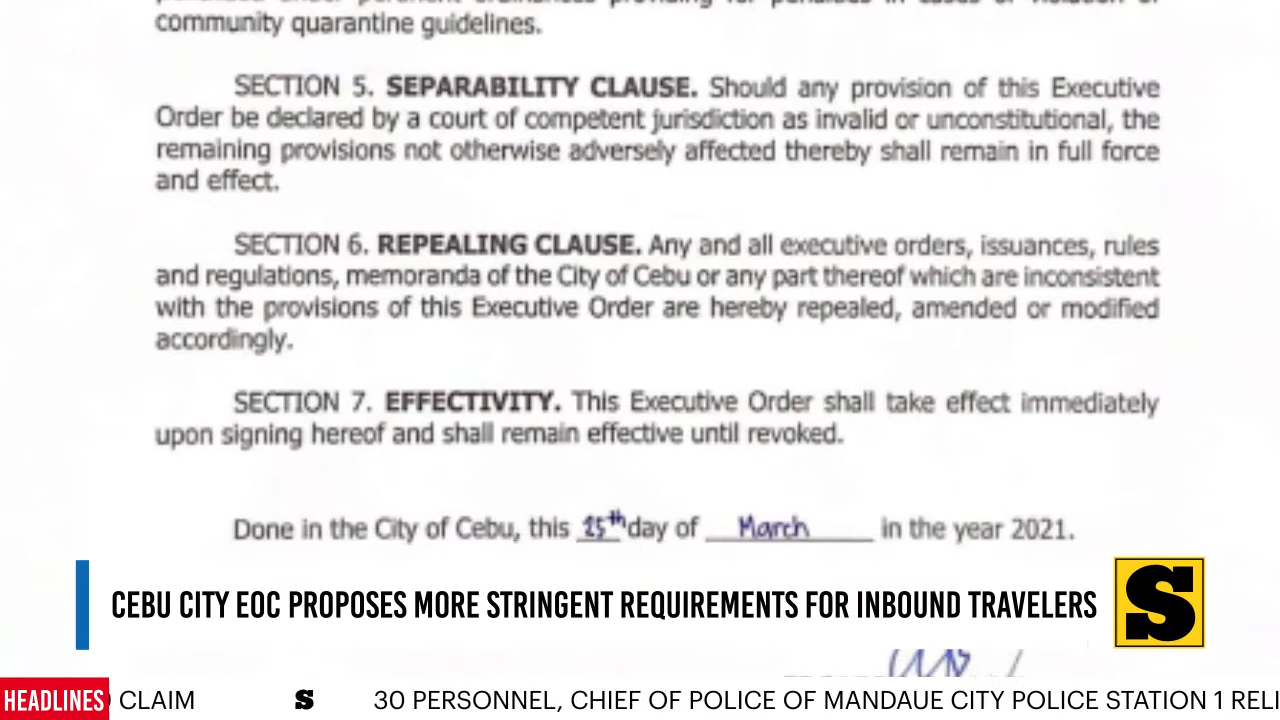 community quarantine guidelines.
SECTION 5. SEPARABILITY CLAUSE. Should any provision of this Executive
Order be declared by a court of competent jurisdiction as invalid or unconstitutional, the
remaining provisions not otherwise adversely affected thereby shall remain in full force
and effect.
SECTION 6. REPEALING CLAUSE. Any and all executive orders, issuances, rules
and regulations, memoranda of the City of Cebu or any part thereof which are inconsistent
with the provisions of this Executive Order are hereby repealed, amended or modified
accordingly.
SECTION 7. EFFECTIVITY. This Executive Order shall take effect immediately
upon signing hereof and shall remain effective until revoked.
Done in the City of Cebu, this day of March in the year 2021.
CEBU CITY EOC PROPOSES MORE STRINGENT REQUIREMENTS FOR INBOUND TRAVELERS
S
HEADLINES CLAIM S 30 PERSONNEL, CHIEF OF POLICE OF MANDAUE CITY POLICE STATION 1 RELI